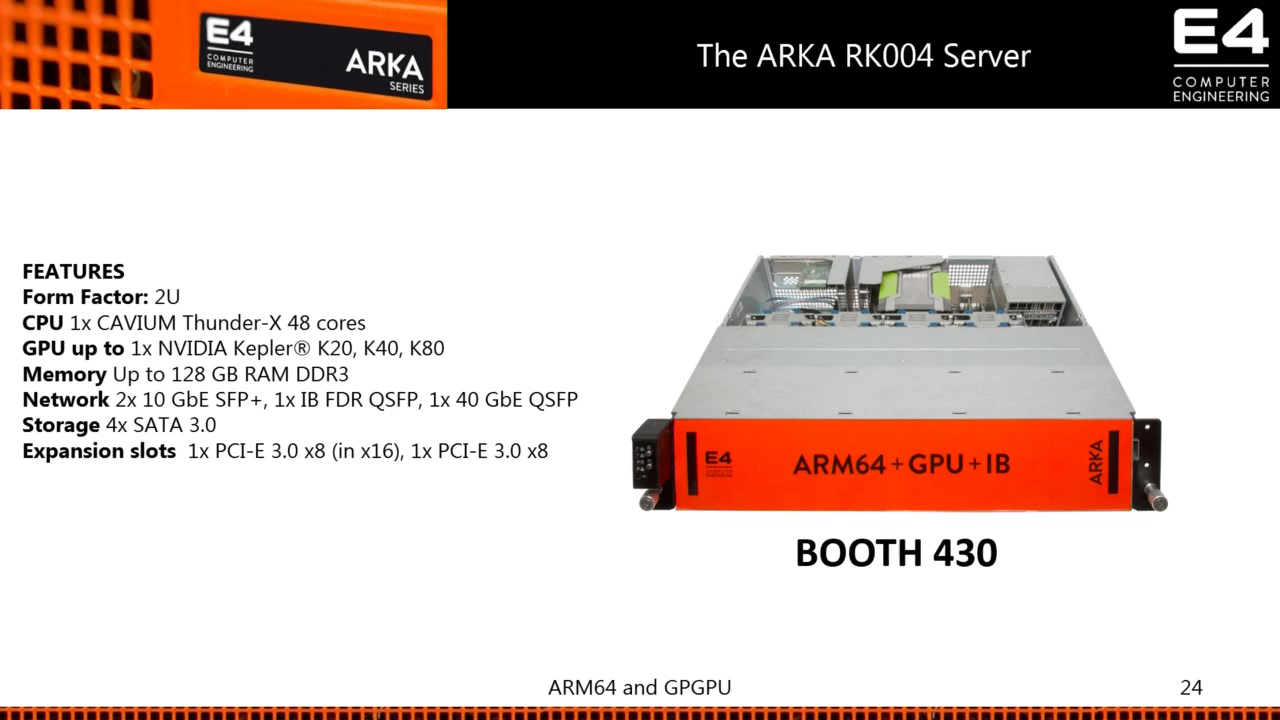 E4
COMPUTER
ENGINEERING
ARKA
SERIES
The ARKA RK004 Server
E4
COMPUTER
ENGINEERING
FEATURES
Form Factor: 2U
CPU 1x CAVIUM Thunder-X 48 cores
GPU up to 1x NVIDIA Kepler® K20, K40, K80
Memory Up to 128 GB RAM DDR3
Network 2x 10 GbE SFP+, 1x IB FDR QSFP, 1x 40 GbE QSFP
Storage 4x SATA 3.0
Expansion slots 1x PCI-E 3.0 x8 (in x16), 1x PCI-E 3.0 x8
E4
COMPUTER
ENGINEERING
ARM64+GPU+IB
ARKA
BOOTH 430
ARM64 and GPGPU
24